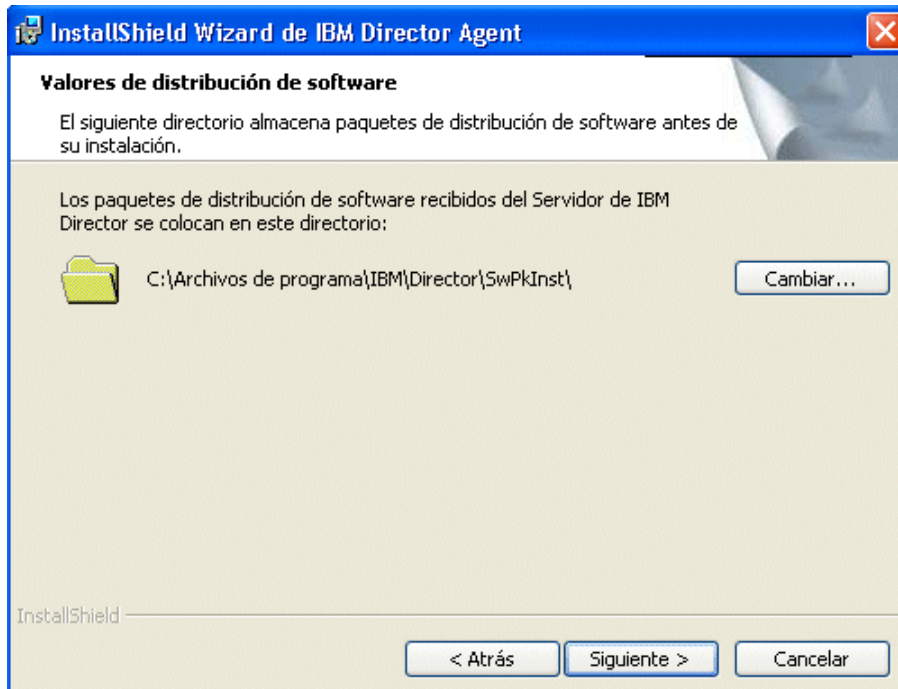 InstallShield Wizard de IBM Director Agent
Valores de distribución de software
El siguiente directorio almacena paquetes de distribución de software antes de
su instalación.
Los paquetes de distribución de software recibidos del Servidor de IBM
Director se colocan en este directorio:
C:\Archivos de programa\IBM\Director\SwPkInst\
Cambiar...
InstallShield
< Atrás
Siguiente >
Cancelar